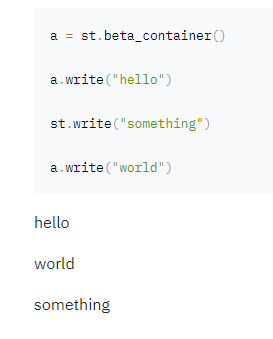 a = st.beta_container()
a.write("hello")
st.write("something")
a.write("world")
hello
world
something